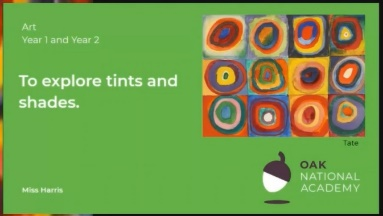 Art
Year 1 and Year 2
To explore tints and
shades.
Tate
OAK
NATIONAL
ACADEMY
Miss Harris